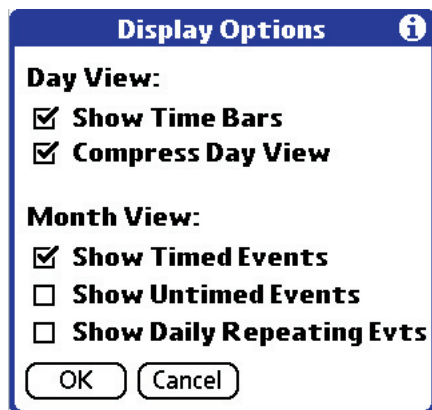 Display Options
Day View:
Show Time Bars
Compress Day View
Month View:
Show Timed Events
Show Untimed Events
Show Daily Repeating Evts
OK Cancel